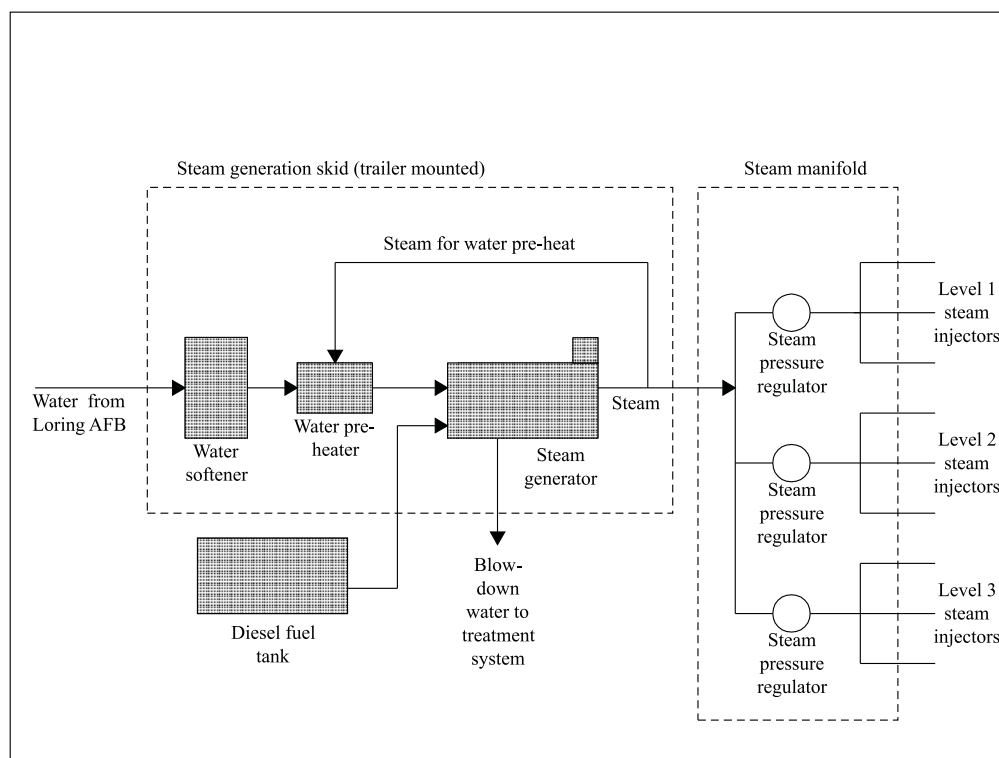 Steam generation skid (trailer mounted)
Steam manifold
Steam for water pre-heat
Water from
Loring AFB
Water
softener
Water pre-
heater
Steam
generator
Steam
Diesel fuel
tank
Blow-
down
water to
treatment
system
Steam
pressure
regulator
Level 1
steam
injectors
Steam
pressure
regulator
Level 2
steam
injectors
Steam
pressure
regulator
Level 3
steam
injectors